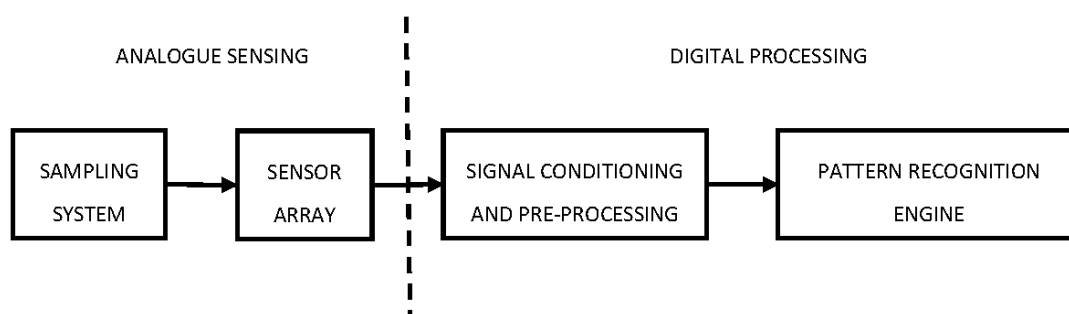 ANALOGUE SENSING
DIGITAL PROCESSING
SAMPLING
SYSTEM
SENSOR
ARRAY
SIGNAL CONDITIONING
AND PRE-PROCESSING
PATTERN RECOGNITION
ENGINE